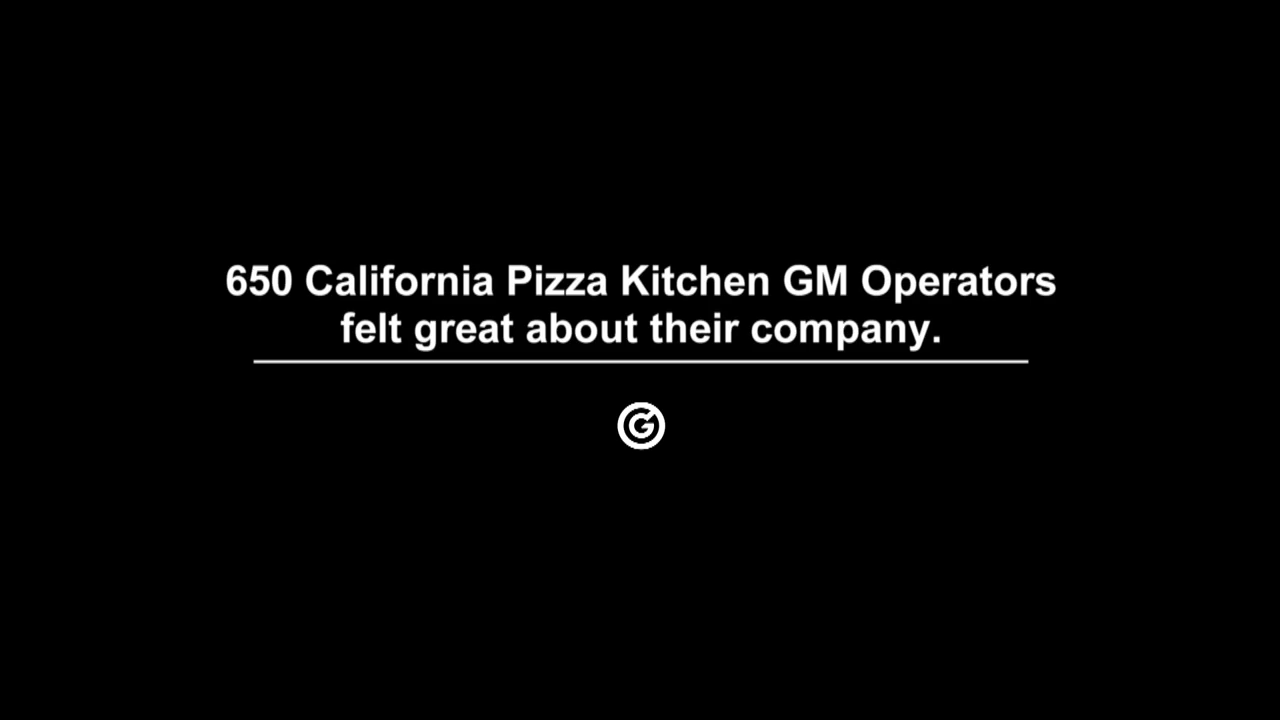 650 California Pizza Kitchen GM Operators
felt great about their company.